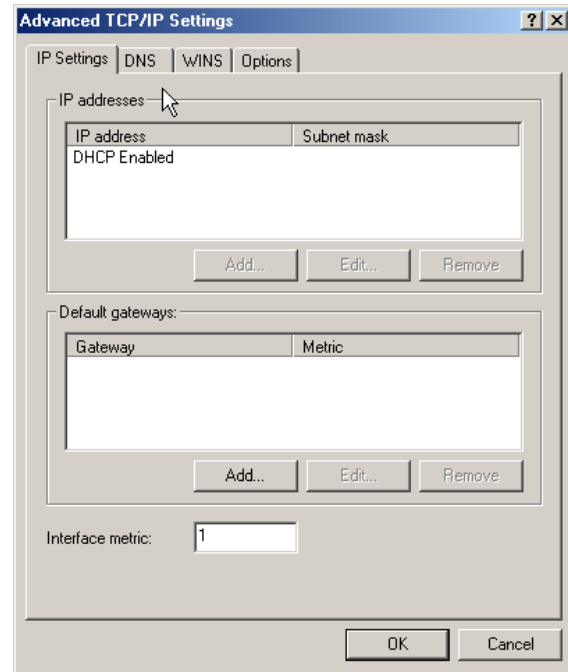 Advanced TCP/IP Settings
IP Settings DNS WINS Options
IP addresses
IP address Subnet mask
DHCP Enabled
Add... Edit... Remove
Default gateways:
Gateway Metric
Add... Edit... Remove
Interface metric: 1
OK Cancel